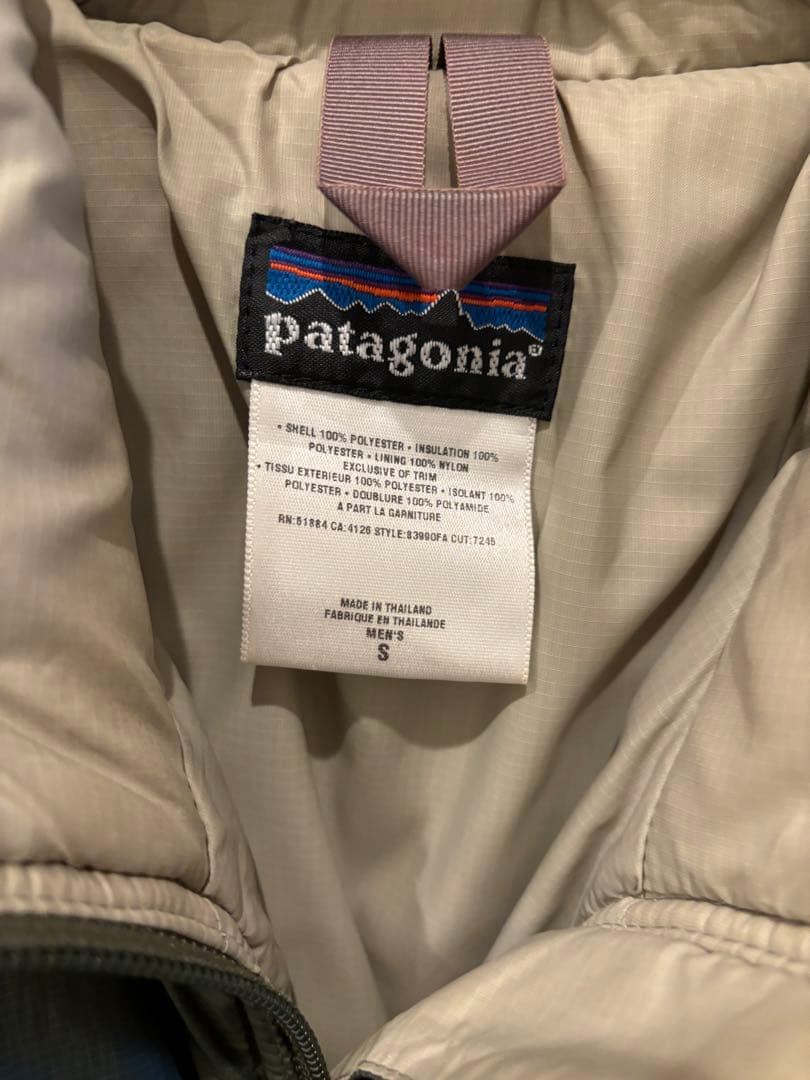 patagonia®
• SHELL 100% POLYESTER • INSULATION 100%
POLYESTER • LINING 100% NYLON
EXCLUSIVE OF TRIM
• TISSU EXTERIEUR 100% POLYESTER • ISOLANT 100%
POLYESTER • DOUBLURE 100% POLYAMIDE
A PART LA GARNITURE
RN:51884 CA:4126 STYLE:83990FA CUT:7245
MADE IN THAILAND
FABRIQUE EN THAILANDE
MEN'S
S